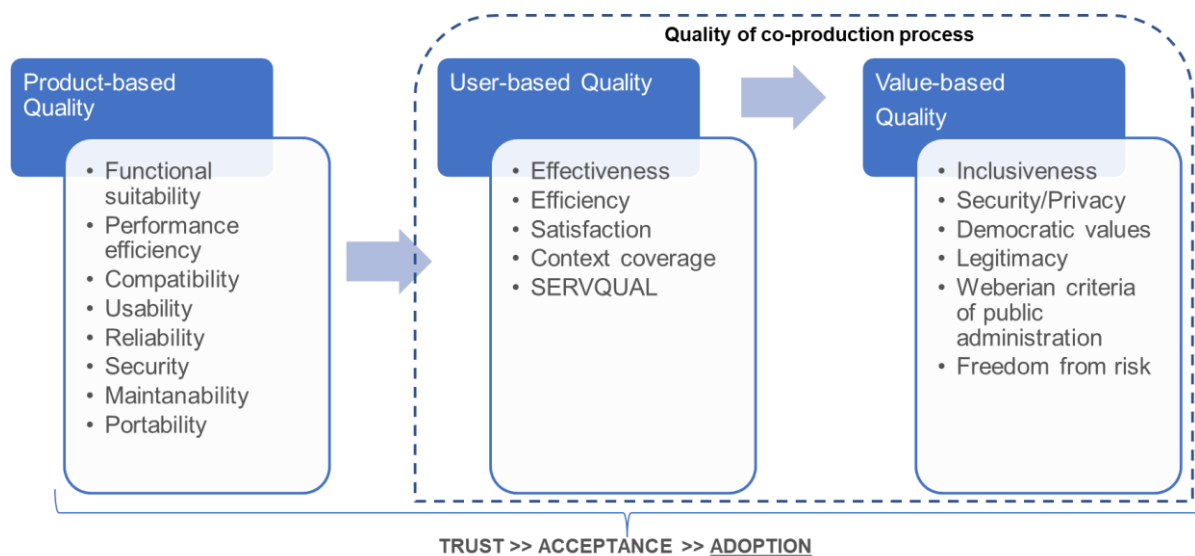 Quality of co-production process
Product-based
Quality
• Functional
suitability
• Performance
efficiency
• Compatibility
• Usability
• Reliability
• Security
• Maintanability
• Portability
User-based Quality
• Effectiveness
• Efficiency
• Satisfaction
• Context coverage
• SERVQUAL
Value-based
Quality
• Inclusiveness
• Security/Privacy
• Democratic values
• Legitimacy
• Weberian criteria
of public
administration
• Freedom from risk
TRUST >> ACCEPTANCE >> ADOPTION